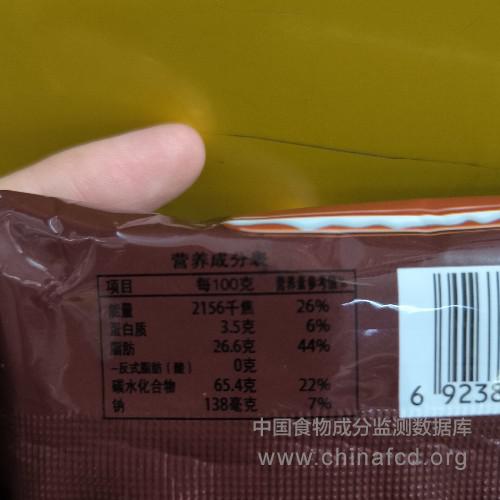 营养成分表
项目 每100克 营养素参考值%
能量 2156千焦 26%
蛋白质 3.5克 6%
脂肪 26.6克 44%
-反式脂肪（酸） 0克
碳水化合物 65.4克 22%
钠 138毫克 7%
6 9238
中国食物成分监测数据库
www.chinafcd.org